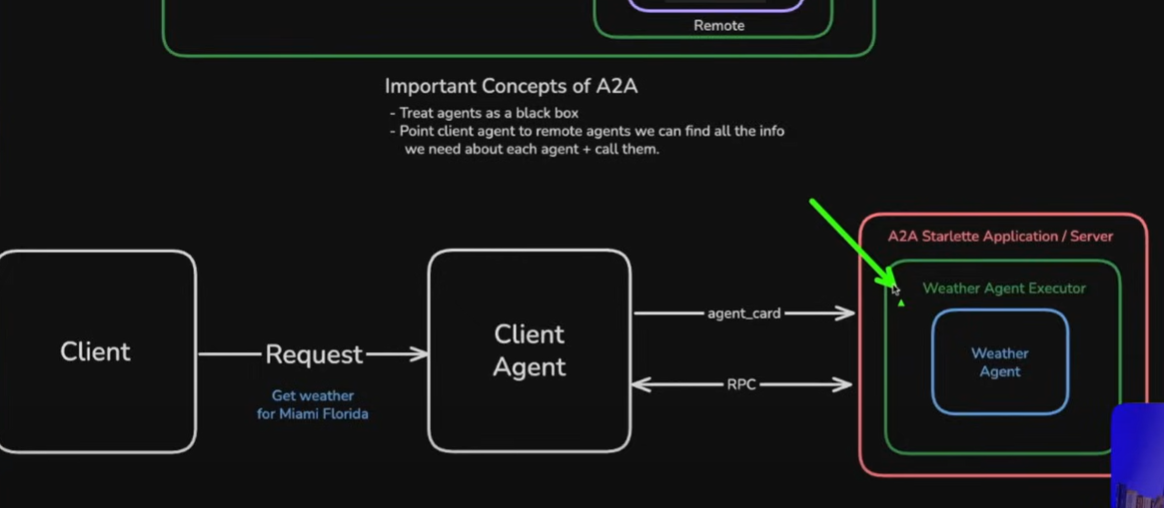 Remote
Important Concepts of A2A
- Treat agents as a black box
- Point client agent to remote agents we can find all the info
we need about each agent + call them.
A2A Starlette Application / Server
Weather Agent Executor
agent_card
Client
Request
Client
Agent
Weather
Agent
RPC
Get weather
for Miami Florida